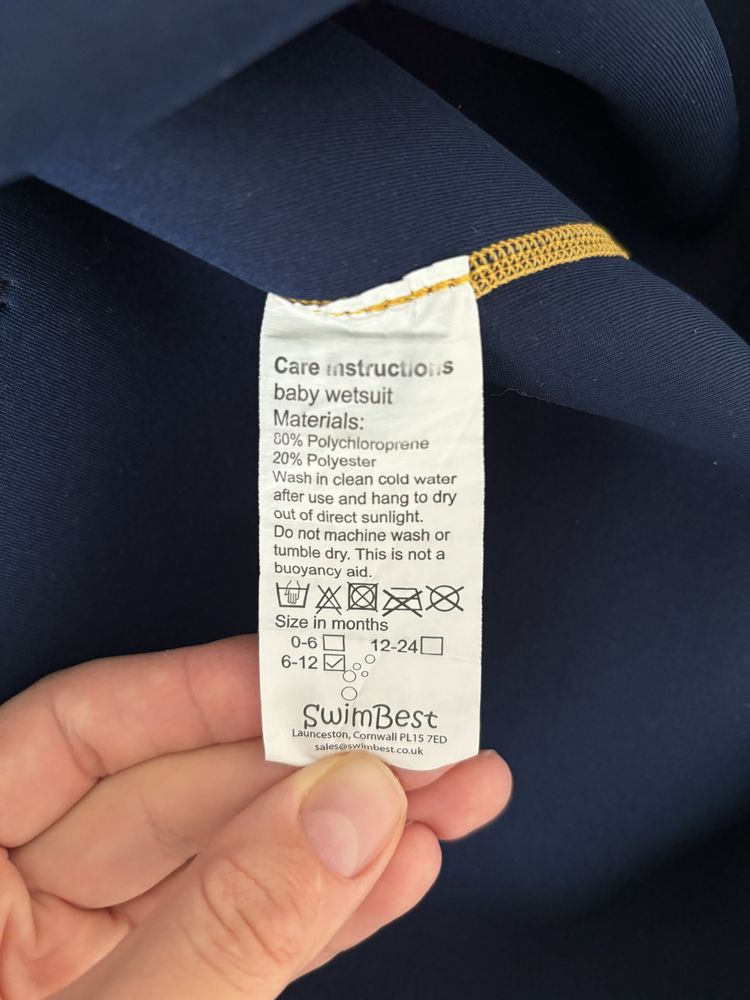 Care instructions
baby wetsuit
Materials:
80% Polychloroprene
20% Polyester
Wash in clean cold water
after use and hang to dry
out of direct sunlight.
Do not machine wash or
tumble dry. This is not a
buoyancy aid.
Size in months
0-6 12-24
6-12
SwimBest
Launceston, Cornwall PL15 7ED
sales@swimbest.co.uk